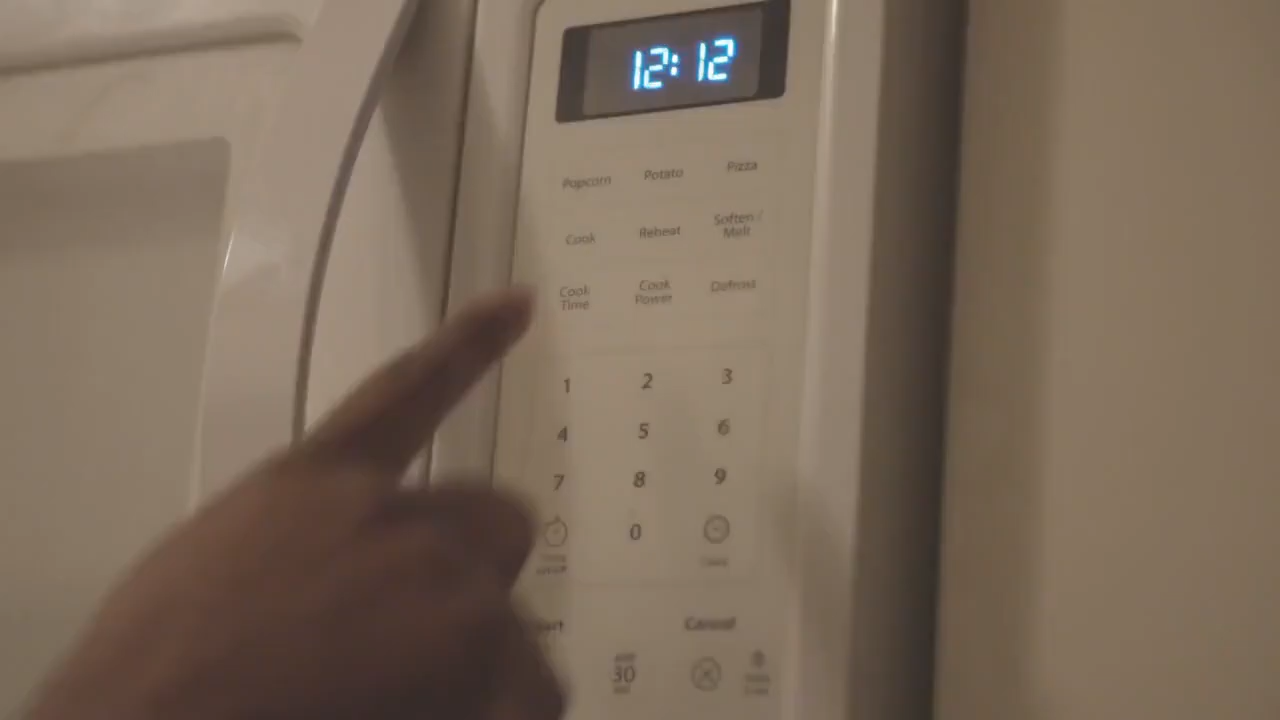 12:12
Popcorn Potato Pizza
Cook Reheat Soften /
Melt
Cook Cook Defrost
Time Power
1 2 3
4 5 6
7 8 9
0
Cancel
30